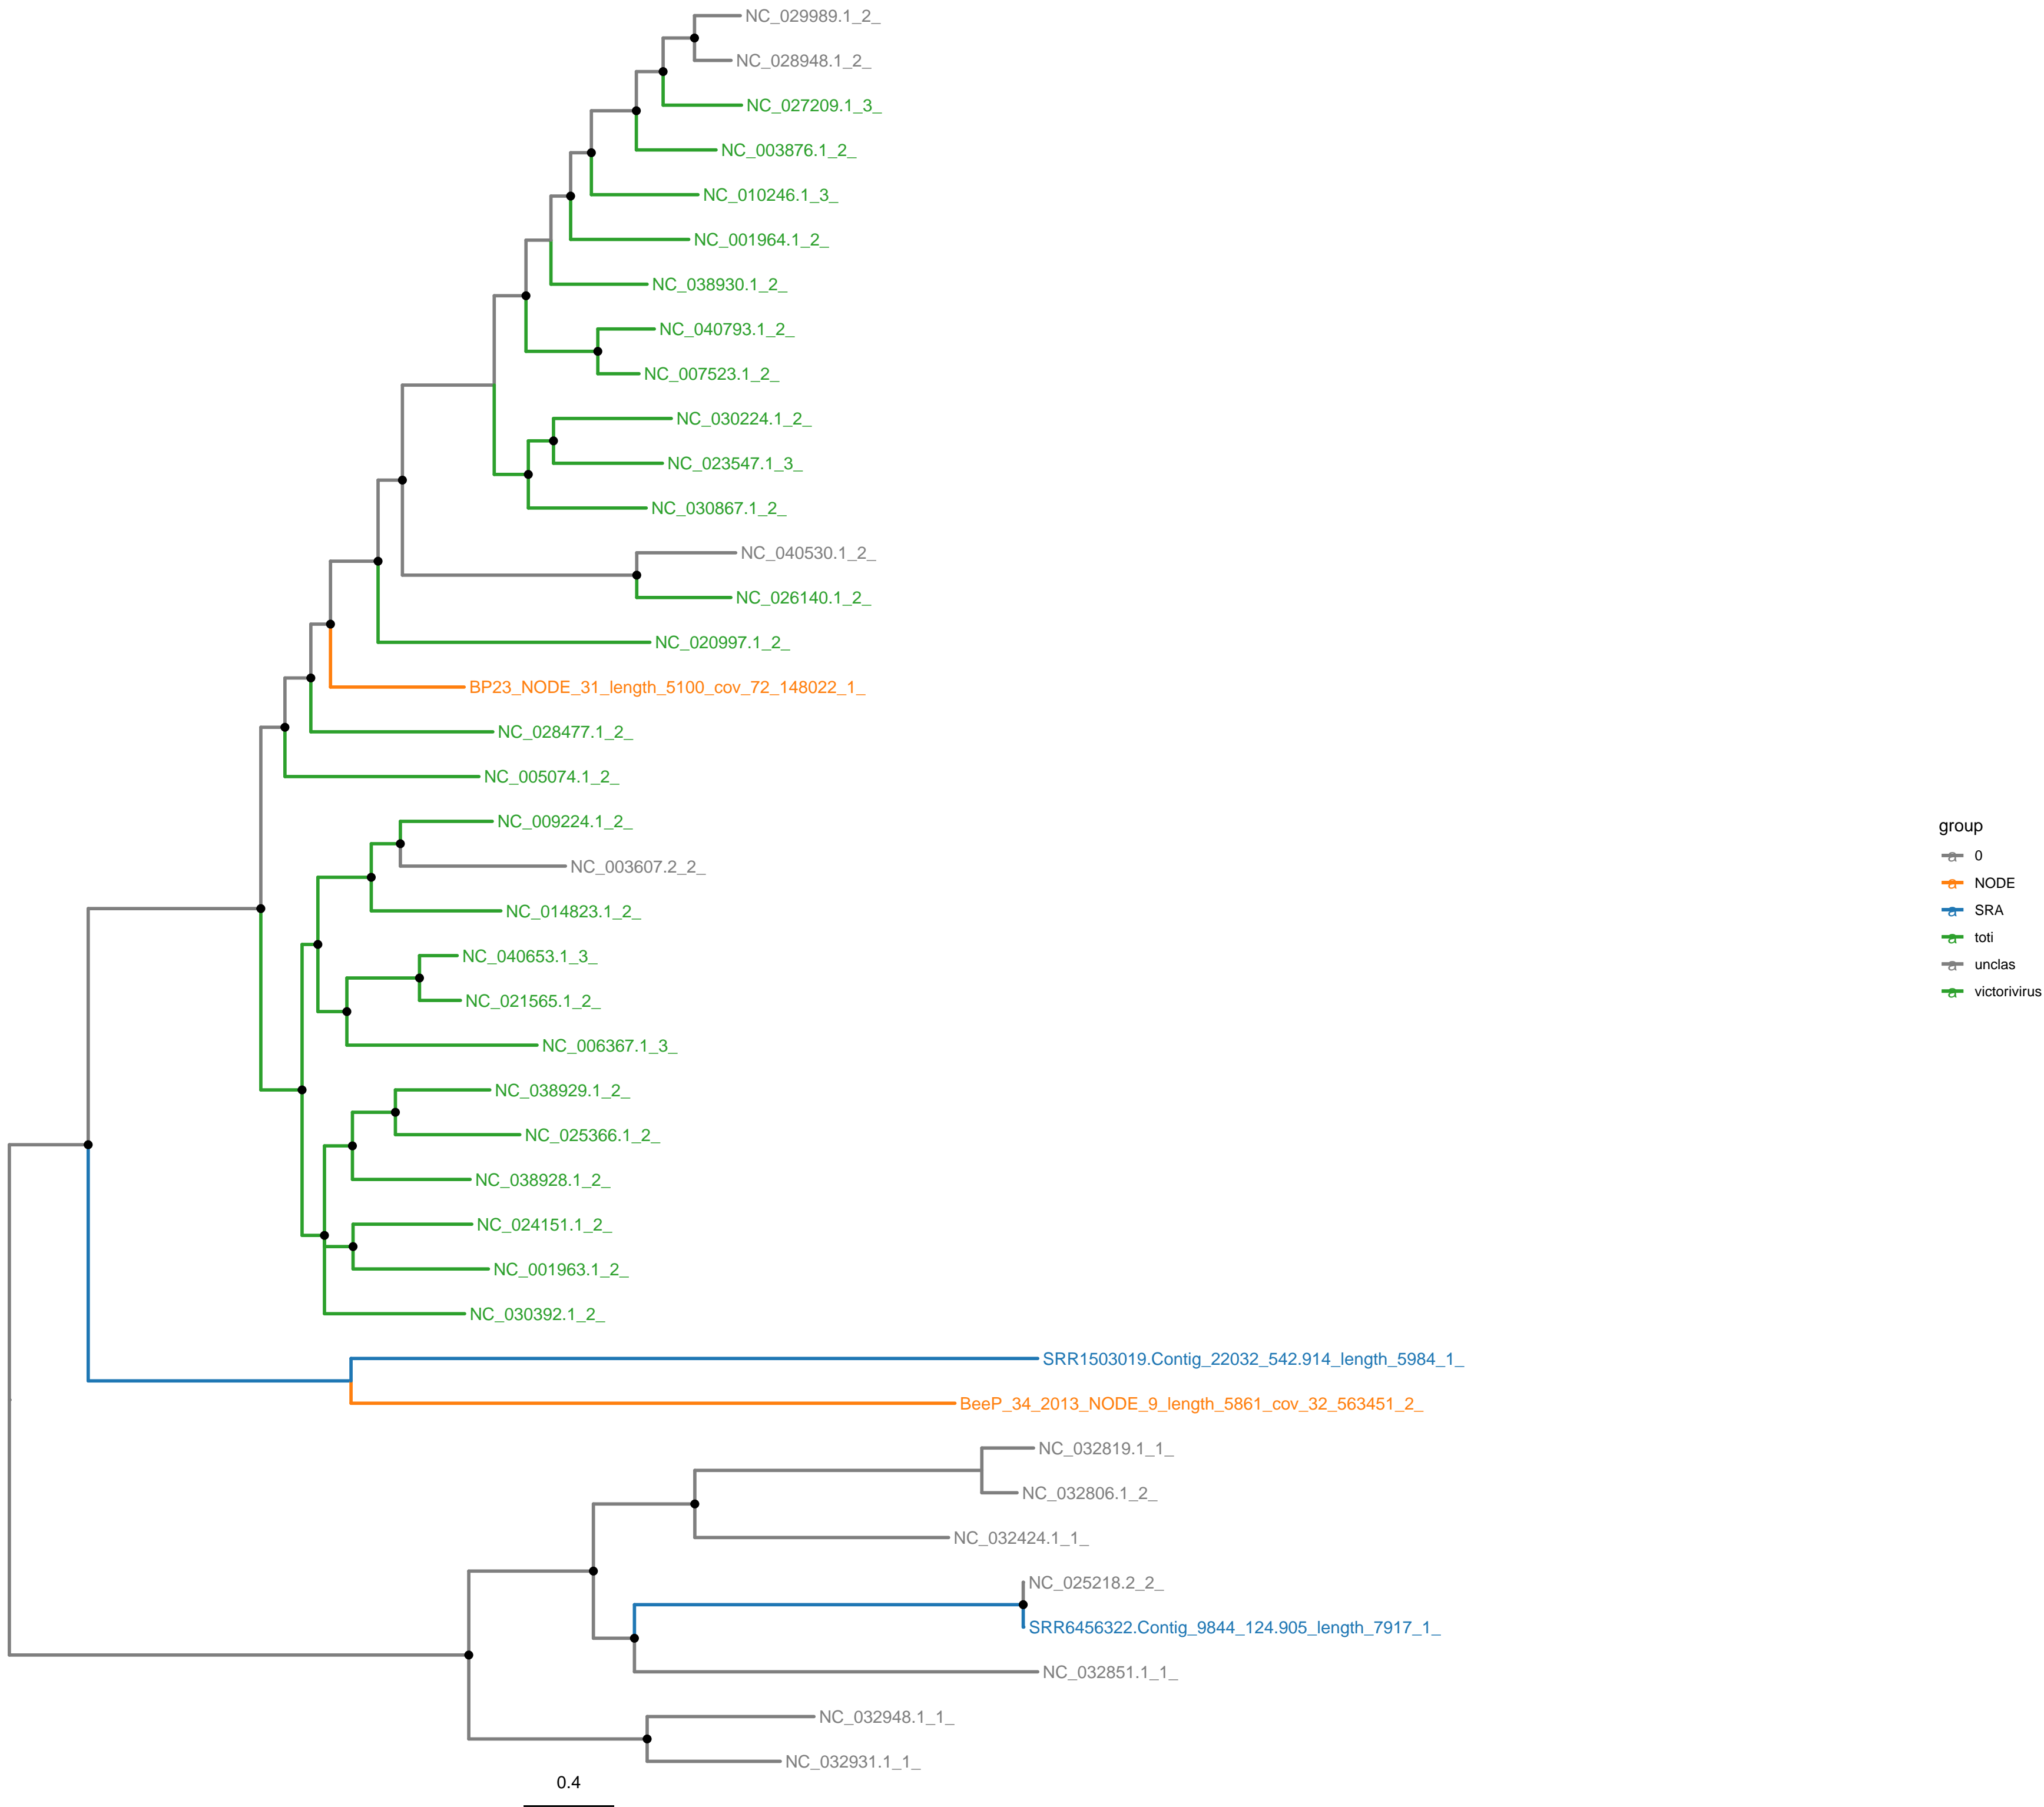 NC_029989.1_2_
NC_028948.1_2_
NC_027209.1_3_
NC_003876.1_2_
NC_010246.1_3_
NC_001964.1_2_
NC_038930.1_2_
NC_040793.1_2_
NC_007523.1_2_
NC_030224.1_2_
NC_023547.1_3_
NC_030867.1_2_
NC_040530.1_2_
NC_026140.1_2_
NC_020997.1_2_
BP23_NODE_31_length_5100_cov_72_148022_1_
NC_028477.1_2_
NC_005074.1_2_
NC_009224.1_2_
NC_003607.2_2_
NC_014823.1_2_
NC_040653.1_3_
NC_021565.1_2_
NC_006367.1_3_
NC_038929.1_2_
NC_025366.1_2_
NC_038928.1_2_
NC_024151.1_2_
NC_001963.1_2_
NC_030392.1_2_
SRR1503019.Contig_22032_542.914_length_5984_1_
BeeP_34_2013_NODE_9_length_5861_cov_32_563451_2_
NC_032819.1_1_
NC_032806.1_2_
NC_032424.1_1_
NC_025218.2_2_
SRR6456322.Contig_9844_124.905_length_7917_1_
NC_032851.1_1_
NC_032948.1_1_
NC_032931.1_1_
0.4
group
a 0
a NODE
a SRA
a toti
a unclas
a victorivirus